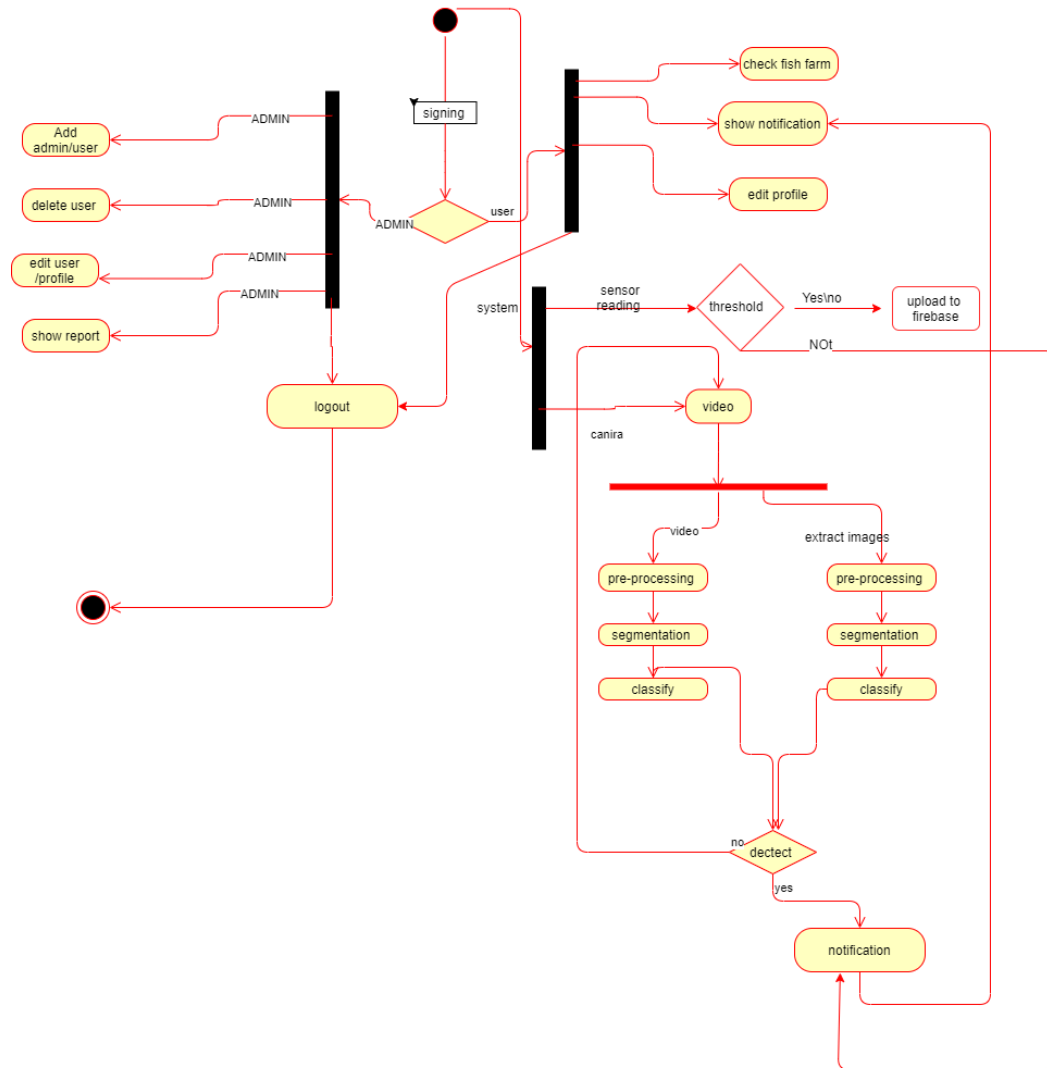 check fish farm
signing
ADMIN
Add
admin/user
show notification
edit profile
delete user
ADMIN
ADMIN
user
ADMIN
edit user
/profile
ADMIN
show report
system
sensor
reading
threshold
Yes\no
upload to
firebase
NOt
logout
video
canira
video
extract images
pre-processing
pre-processing
segmentation
segmentation
classify
classify
no
dectect
yes
notification